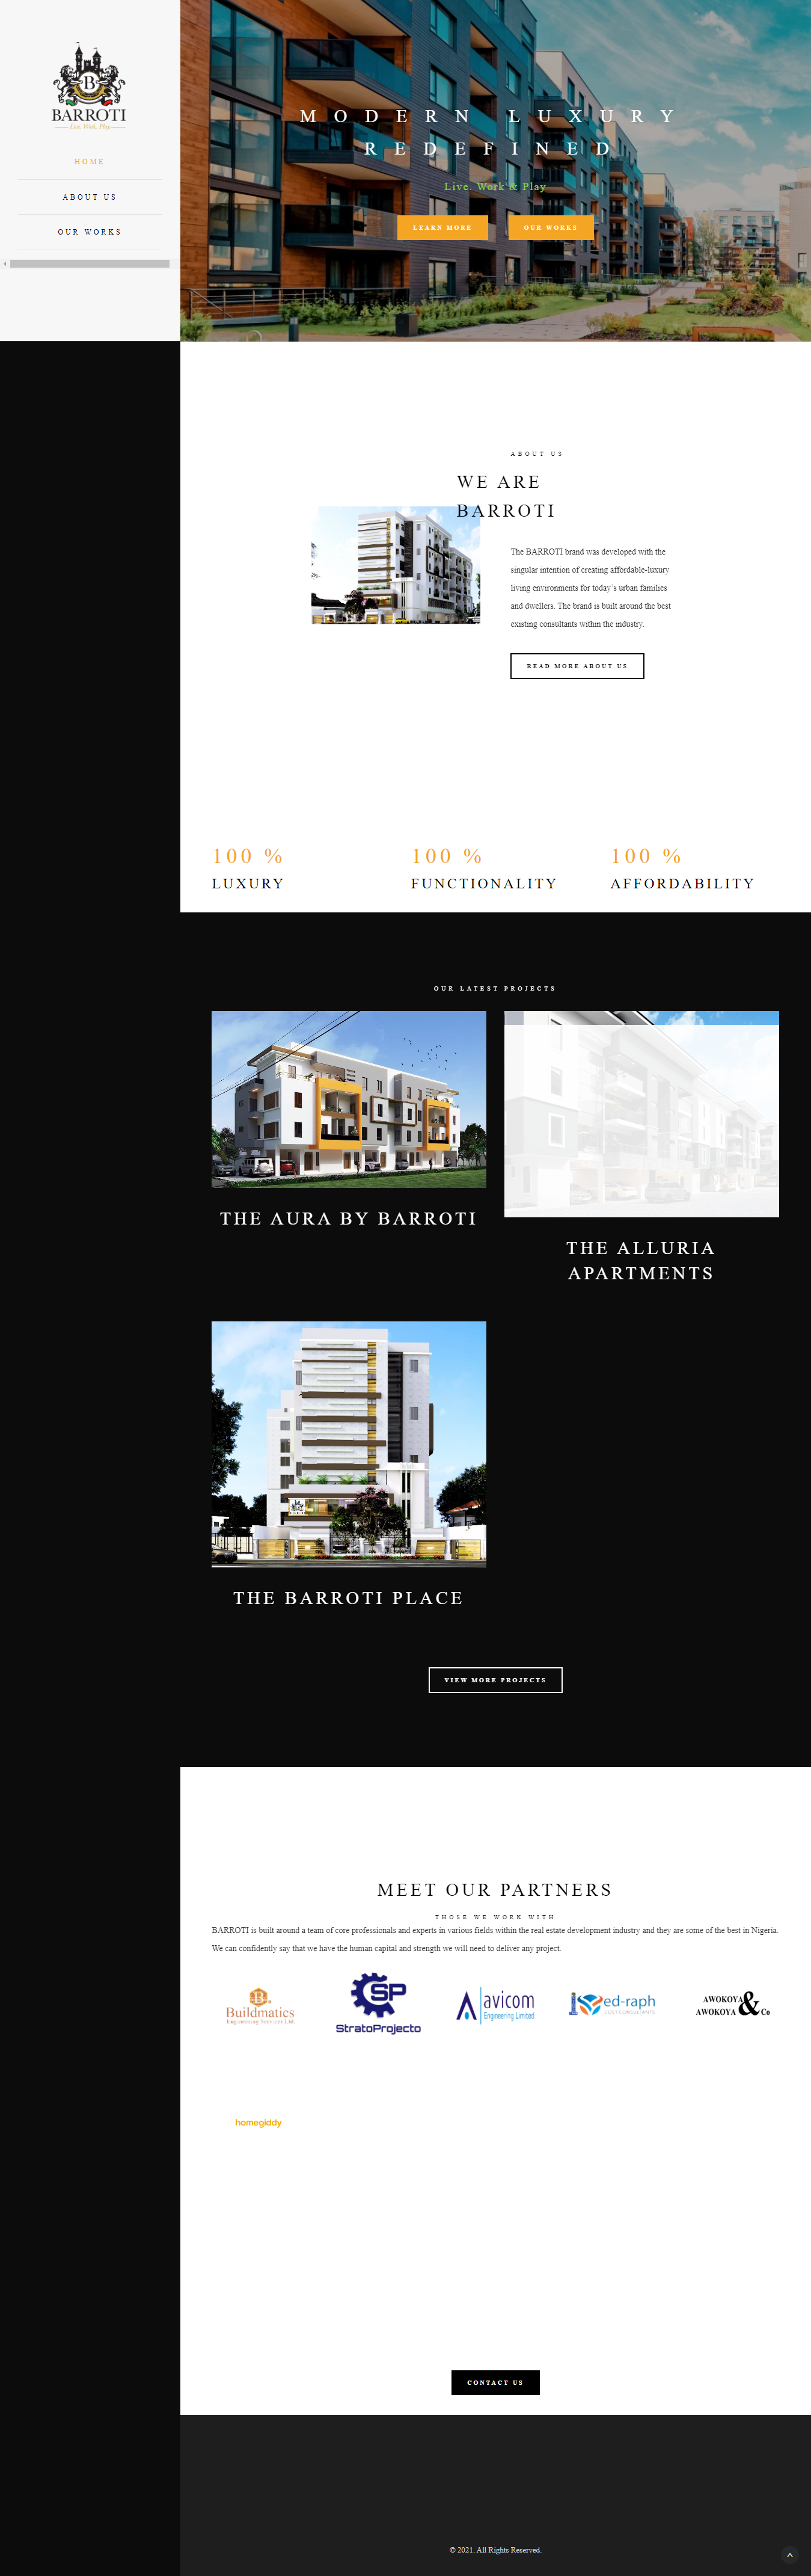 B
BARROTI
Live. Work. Play.
HOME
ABOUT US
OUR WORKS
MODERN LUXURY
REDEFINED
Live. Work & Play
LEARN MORE
OUR WORKS
ABOUT US
WE ARE
BARROTI
The BARROTI brand was developed with the
singular intention of creating affordable-luxury
living environments for today's urban families
and dwellers. The brand is built around the best
existing consultants within the industry.
READ MORE ABOUT US
100 %
LUXURY
100 %
FUNCTIONALITY
100 %
AFFORDABILITY
OUR LATEST PROJECTS
THE AURA BY BARROTI
THE ALLURIA
APARTMENTS
THE BARROTI PLACE
VIEW MORE PROJECTS
MEET OUR PARTNERS
THOSE WE WORK WITH
BARROTI is built around a team of core professionals and experts in various fields within the real estate development industry and they are some of the best in Nigeria.
We can confidently say that we have the human capital and strength we will need to deliver any project.
B
Buildmatics
Engineering Services Ltd.
SP
StratoProjecto
avicom
Engineering Limited
ed-raph
COST CONSULTANTS
AWOKOYA
AWOKOYA & Co
homegiddy
CONTACT US
© 2021. All Rights Reserved.